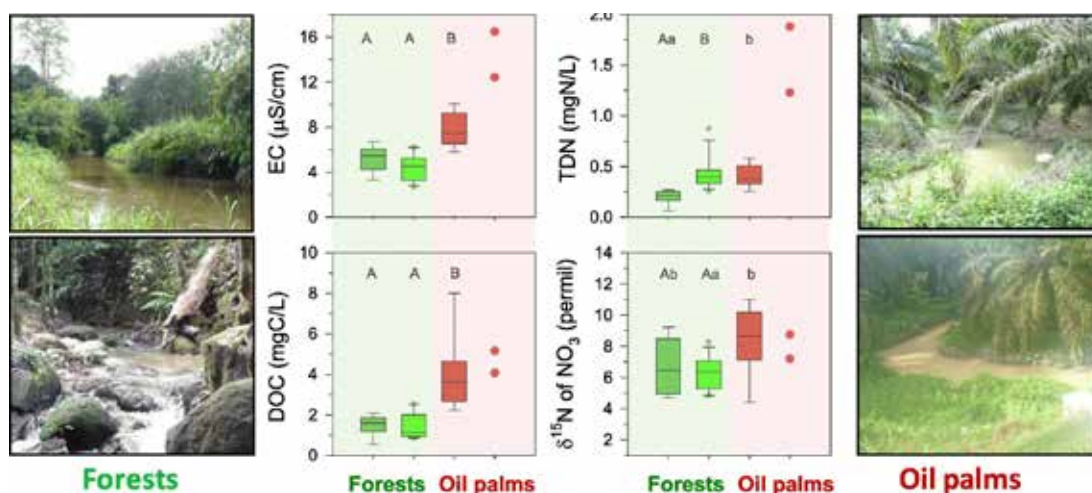 EC (µS/cm)
16
12
8
4
0
A A B
TDN (mgN/L)
2.0
1.5
1.0
0.5
0.0
Aa B b
DOC (mgC/L)
10
8
6
4
2
0
A A B
δ¹⁵N of NO₃ (permil)
14
12
10
8
6
4
2
Ab Aa b
Forests Oil palms
Forests Oil palms
Forests
Oil palms